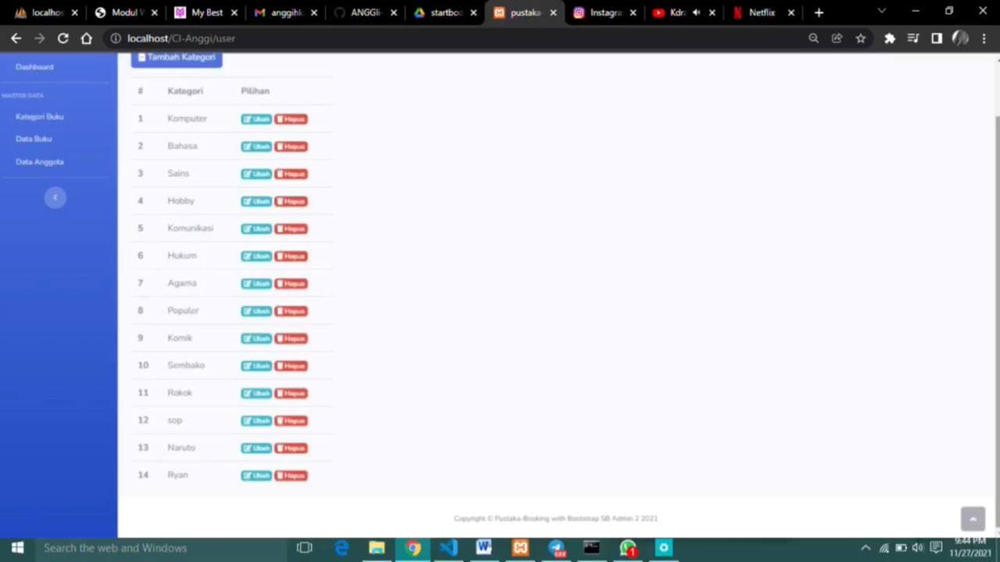 localhos
Modul V
My Best
anggihk
ANGGI-
startboo
pustaka-
Instagra
Kdra
Netflix
localhost/CI-Anggi/user
Dashboard
MASTER DATA
Kategori Buku
Data Buku
Data Anggota
Tambah Kategori
# Kategori Pilihan
1 Komputer Ubah Hapus
2 Bahasa Ubah Hapus
3 Sains Ubah Hapus
4 Hobby Ubah Hapus
5 Komunikasi Ubah Hapus
6 Hukum Ubah Hapus
7 Agama Ubah Hapus
8 Populer Ubah Hapus
9 Komik Ubah Hapus
10 Sembako Ubah Hapus
11 Rokok Ubah Hapus
12 sop Ubah Hapus
13 Naruto Ubah Hapus
14 Ryan Ubah Hapus
Copyright © Pustaka-Booking with Bootstrap SB Admin 2 2021
Search the web and Windows
1
9:44 PM
11/27/2021